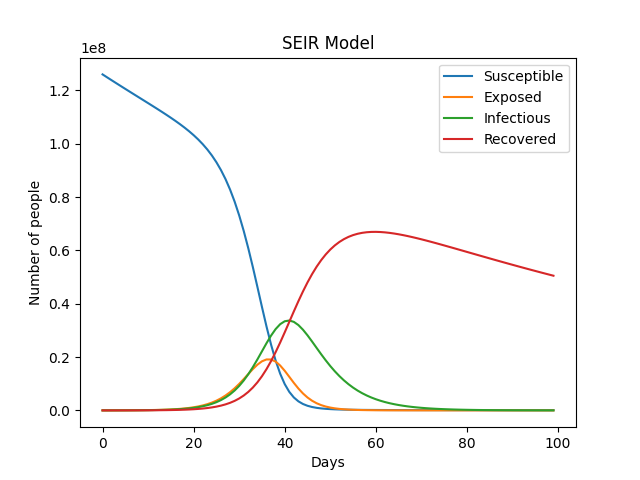 SEIR Model
1e8
1.2
1.0
0.8
0.6
0.4
0.2
0.0
Number of people
Susceptible
Exposed
Infectious
Recovered
0 20 40 60 80 100
Days